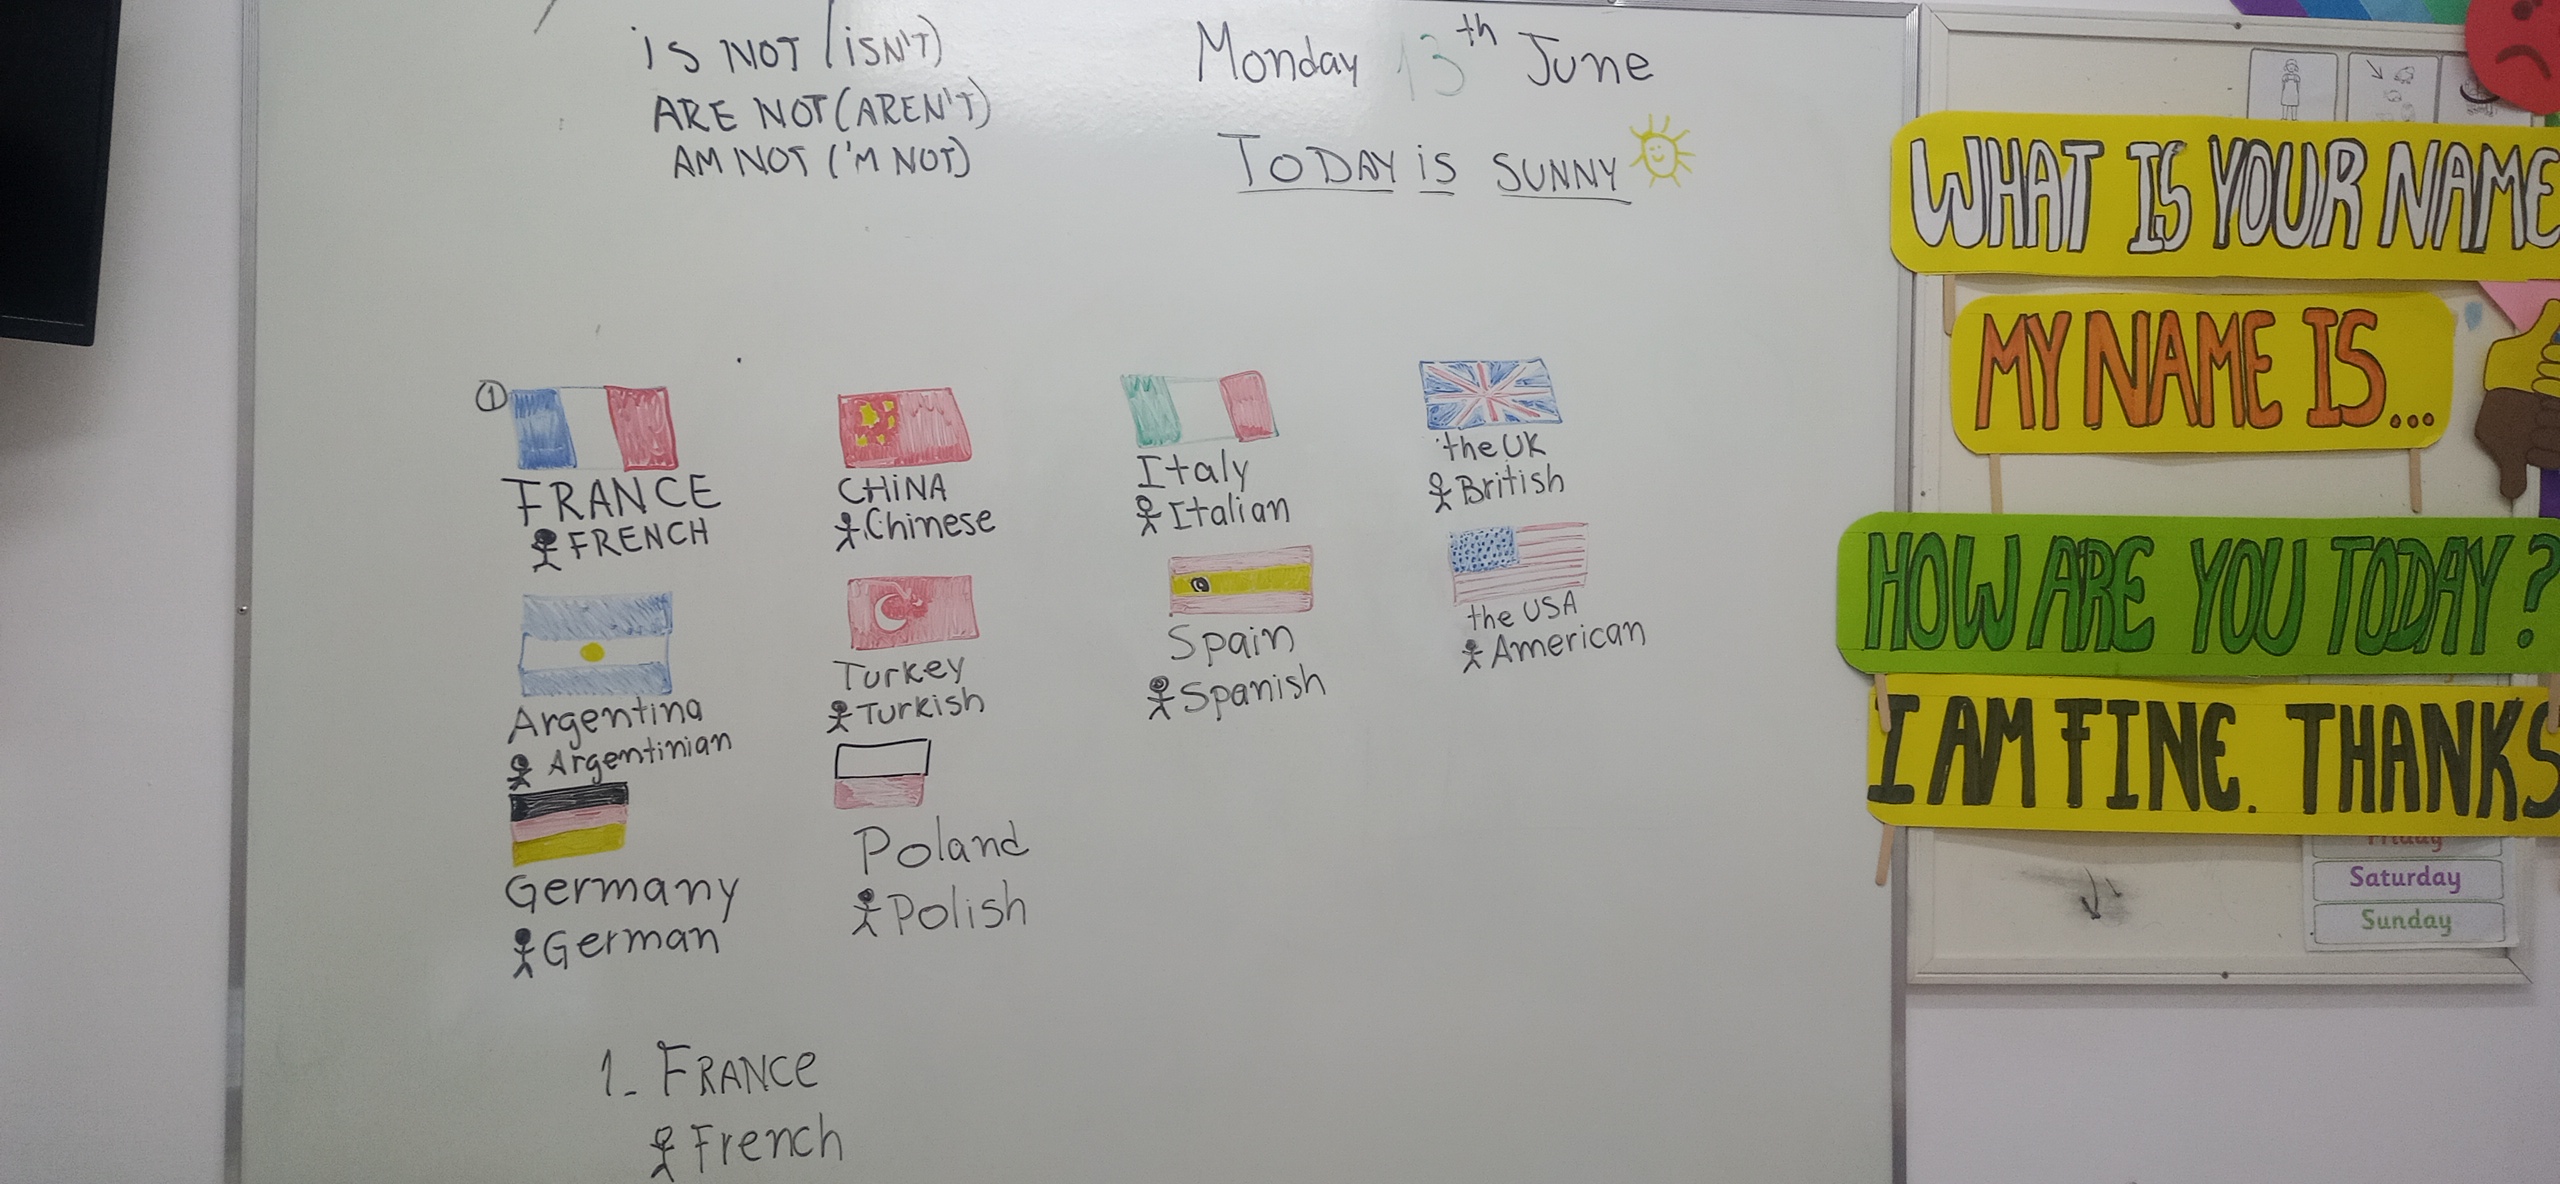 iS NOT (iSN'T)
ARE NOT (AREN'T)
AM NOT ('M NOT)
Monday 13th June
TODAY iS SUNNY
1
FRANCE
FRENCH
CHiNA
Chinese
Italy
Italian
the UK
British
Argentina
Argentinian
Turkey
Turkish
Spain
Spanish
the USA
American
Germany
German
Poland
Polish
1- FRANCe
French
WHAT IS YOUR NAME
MY NAME IS...
HOW ARE YOU TODAY?
I AM FINE. THANKS
Friday
Saturday
Sunday